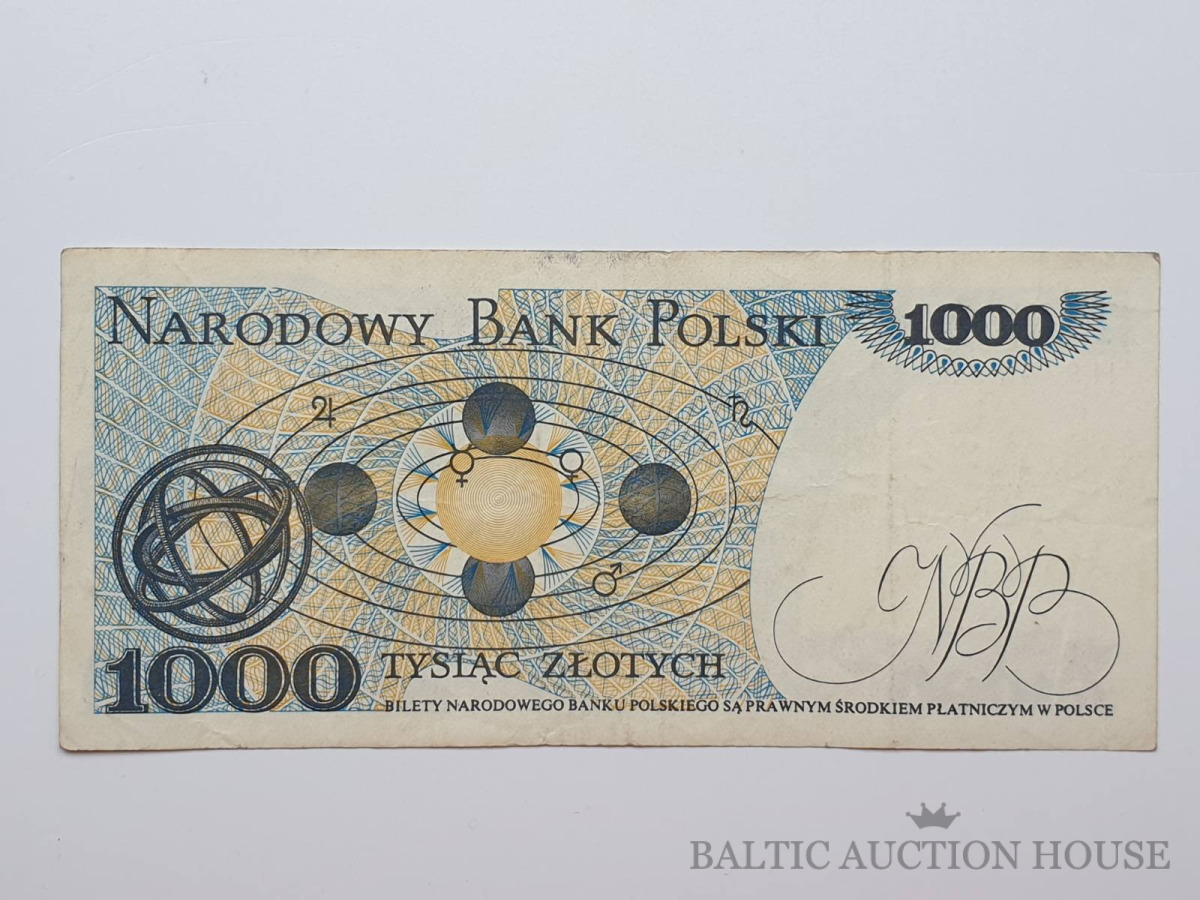 NARODOWY BANK POLSKI
1000
♃
♄
☿
♀
♂
NBP
1000
TYSIĄC ZŁOTYCH
BILETY NARODOWEGO BANKU POLSKIEGO SĄ PRAWNYM ŚRODKIEM PŁATNICZYM W POLSCE
BALTIC AUCTION HOUSE